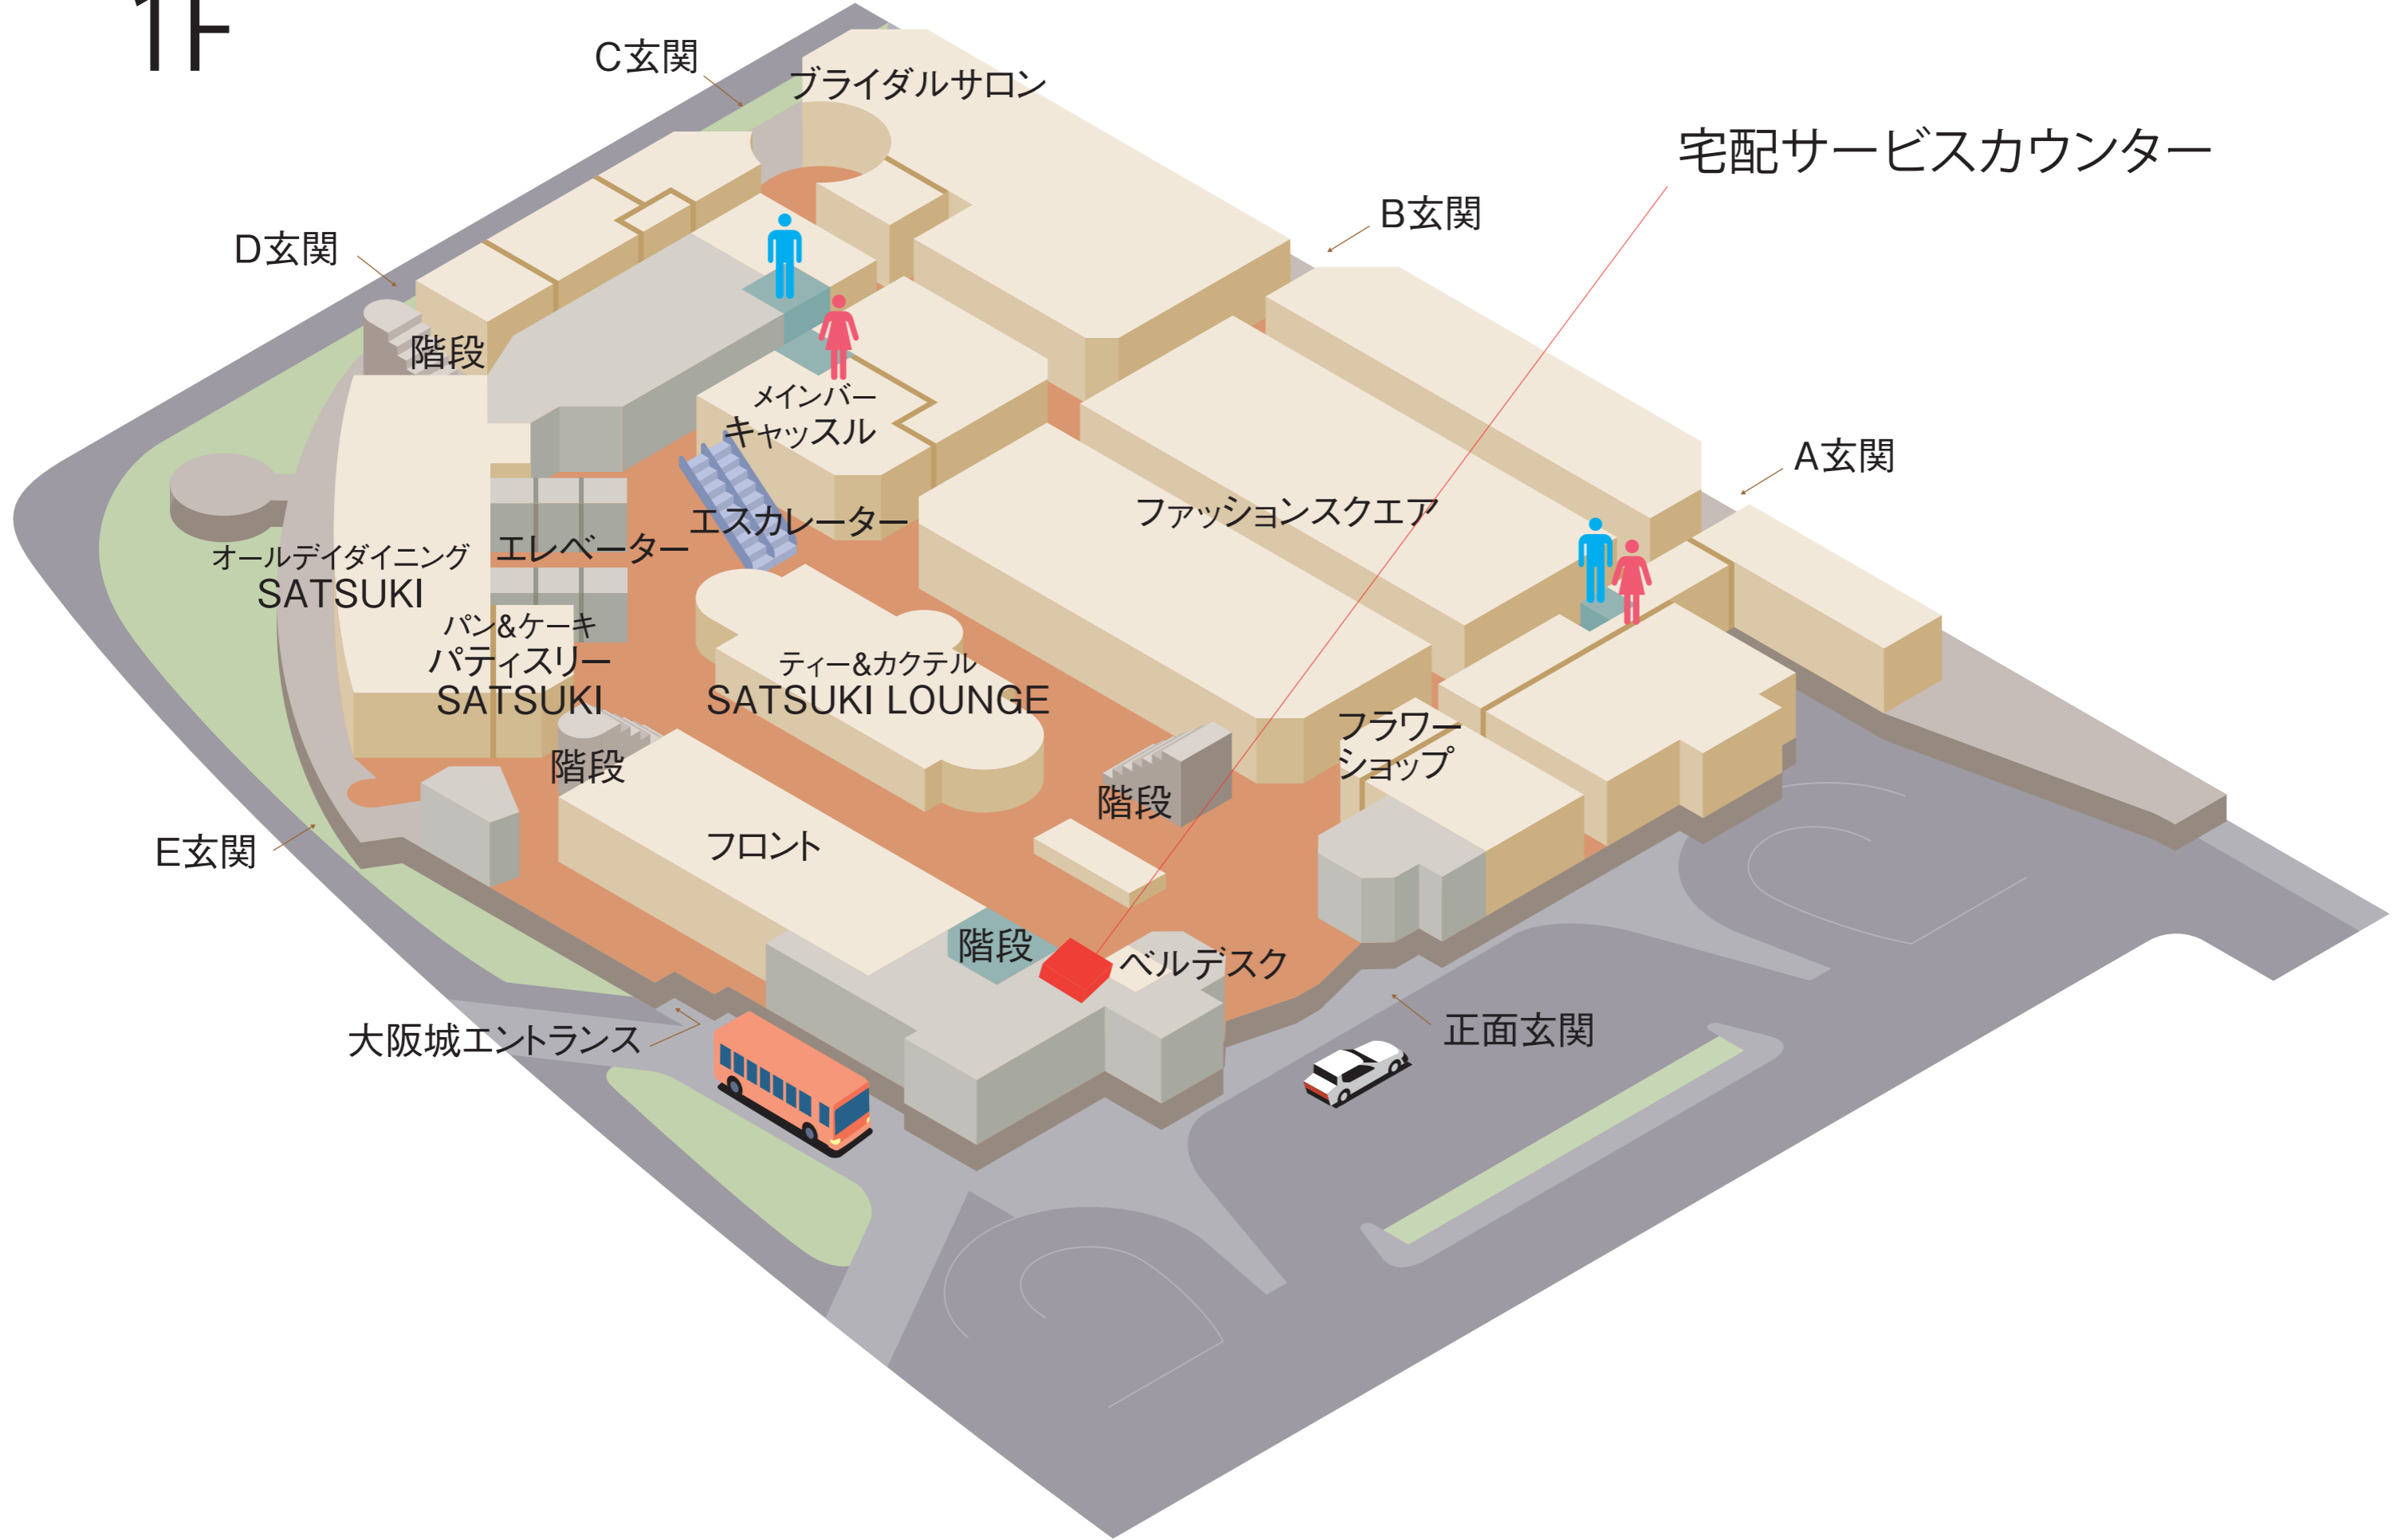 1F
C玄関
ブライダルサロン
宅配サービスカウンター
B玄関
D玄関
階段
メインバー
キャッスル
A玄関
ファッションスクエア
エスカレーター
エレベーター
オールデイダイニング
SATSUKI
パン&ケーキ
パティスリー
SATSUKI
ティー&カクテル
SATSUKI LOUNGE
フラワー
ショップ
階段
階段
フロント
E玄関
階段
ベルデスク
大阪城エントランス
正面玄関